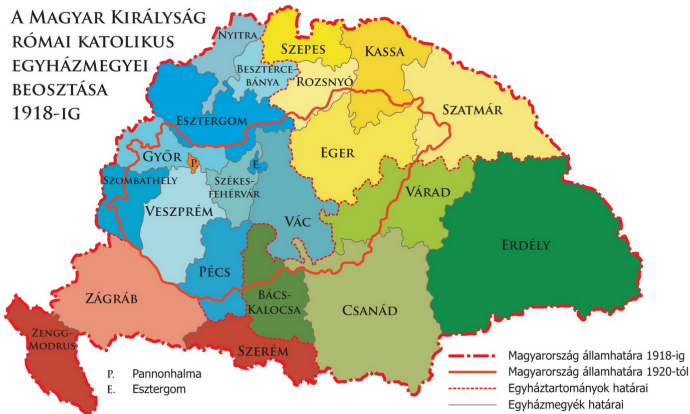 A Magyar Királyság
római katolikus
egyházmegyei
beosztása
1918-ig
Nyitra
Szepes
Kassa
Beszterce-
bánya
Rozsnyó
Szatmár
Esztergom
Eger
Győr
P.
E.
Szombathely
Székes-
fehérvár
Veszprém
Vác
Várad
Erdély
Pécs
Zágráb
Bács-
Kalocsa
Csanád
Zengg-
Modrus
Szerém
P. Pannonhalma
E. Esztergom
Magyarország államhatára 1918-ig
Magyarország államhatára 1920-tól
Egyháztartományok határai
Egyházmegyék határai